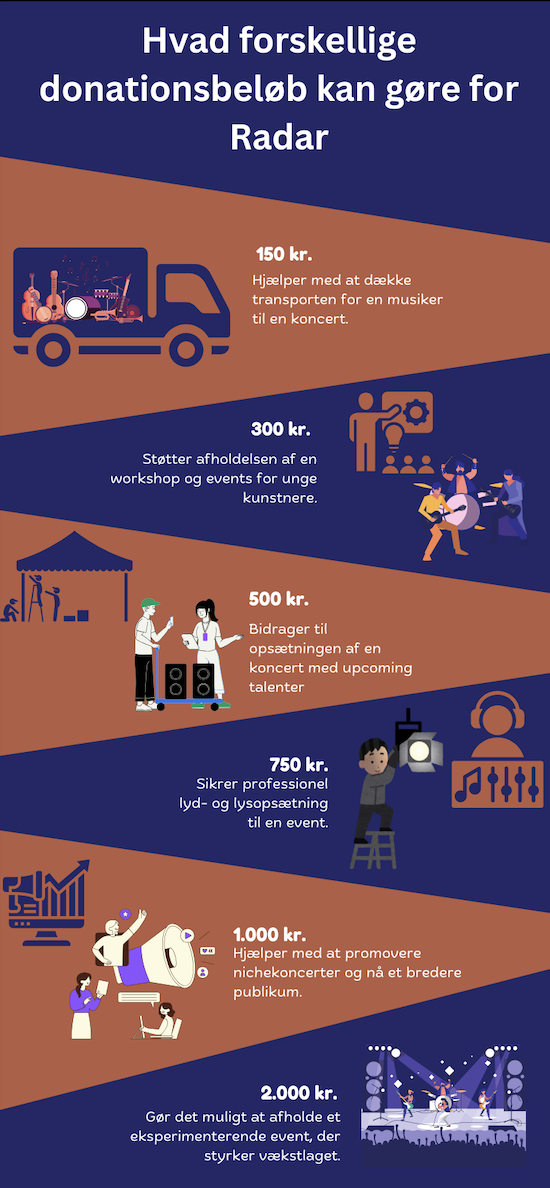 Hvad forskellige
donationsbeløb kan gøre for
Radar
150 kr.
Hjælper med at dække
transporten for en musiker
til en koncert.
300 kr.
Støtter afholdelsen af en
workshop og events for unge
kunstnere.
500 kr.
Bidrager til
opsætningen af en
koncert med upcoming
talenter
750 kr.
Sikrer professionel
lyd- og lysopsætning
til en event.
1.000 kr.
Hjælper med at promovere
nichekoncerter og nå et bredere
publikum.
2.000 kr.
Gør det muligt at afholde et
eksperimenterende event, der
styrker vækstlaget.